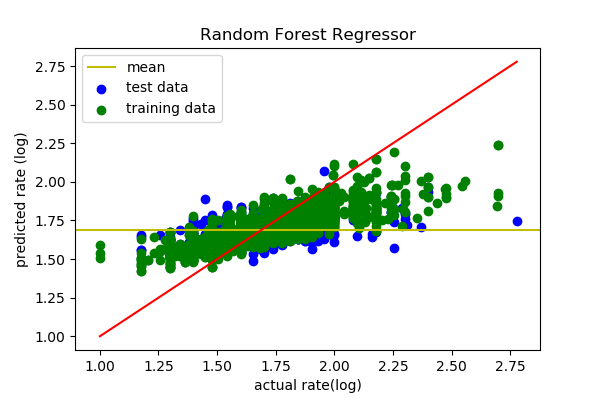 Random Forest Regressor
mean
test data
training data
predicted rate (log)
2.75
2.50
2.25
2.00
1.75
1.50
1.25
1.00
1.00 1.25 1.50 1.75 2.00 2.25 2.50 2.75
actual rate(log)